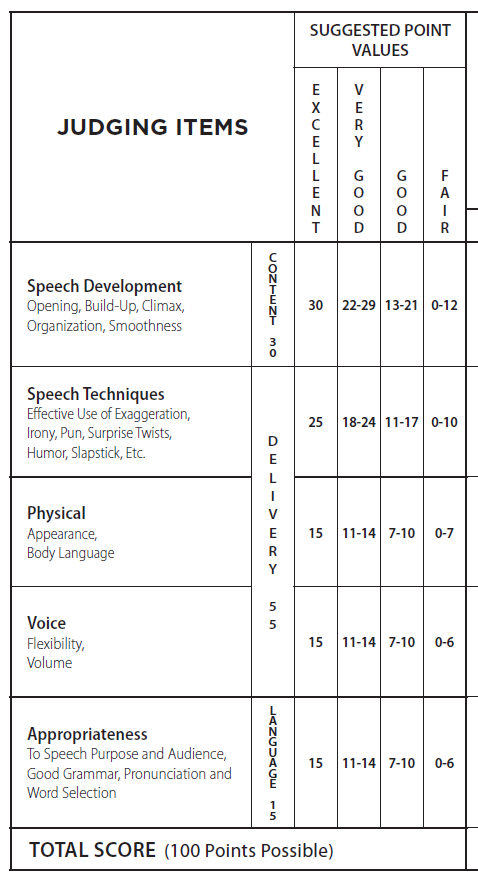 JUDGING ITEMS
SUGGESTED POINT
VALUES
EXCELLENT
VERY GOOD
GOOD
FAIR
Speech Development
Opening, Build-Up, Climax,
Organization, Smoothness
CONTENT 30
30
22-29
13-21
0-12
Speech Techniques
Effective Use of Exaggeration,
Irony, Pun, Surprise Twists,
Humor, Slapstick, Etc.
DELIVERY 55
25
18-24
11-17
0-10
Physical
Appearance,
Body Language
15
11-14
7-10
0-7
Voice
Flexibility,
Volume
15
11-14
7-10
0-6
Appropriateness
To Speech Purpose and Audience,
Good Grammar, Pronunciation and
Word Selection
LANGUAGE 15
15
11-14
7-10
0-6
TOTAL SCORE (100 Points Possible)